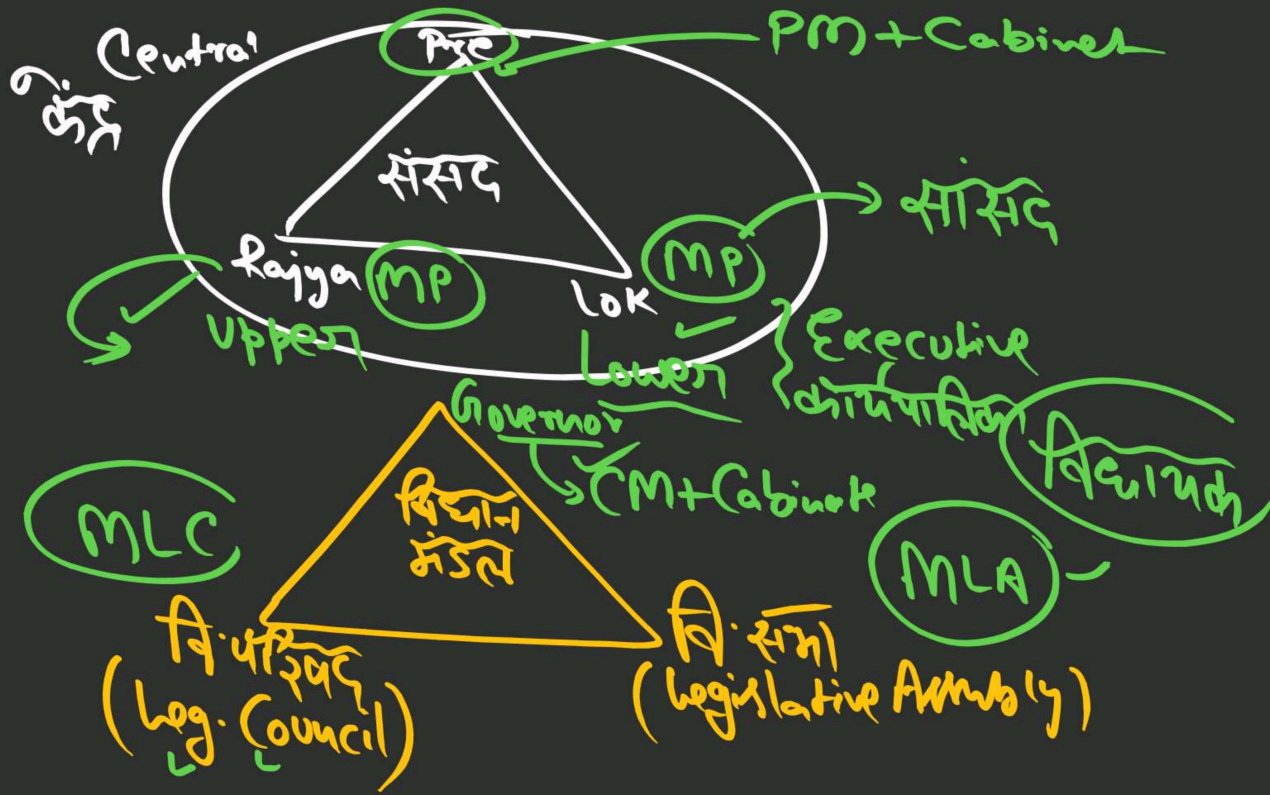 Central
केंद्र
Pre
PM + Cabinet
संसद
Rajya
MP
Lok
MP
सांसद
Upper
Lower
Executive
कार्यपालिका
Governor
CM + Cabinate
विधान
मंडल
MLC
विधायक
MLA
वि. परिषद
(Leg. Council)
वि. सभा
(Legislative Assembly)